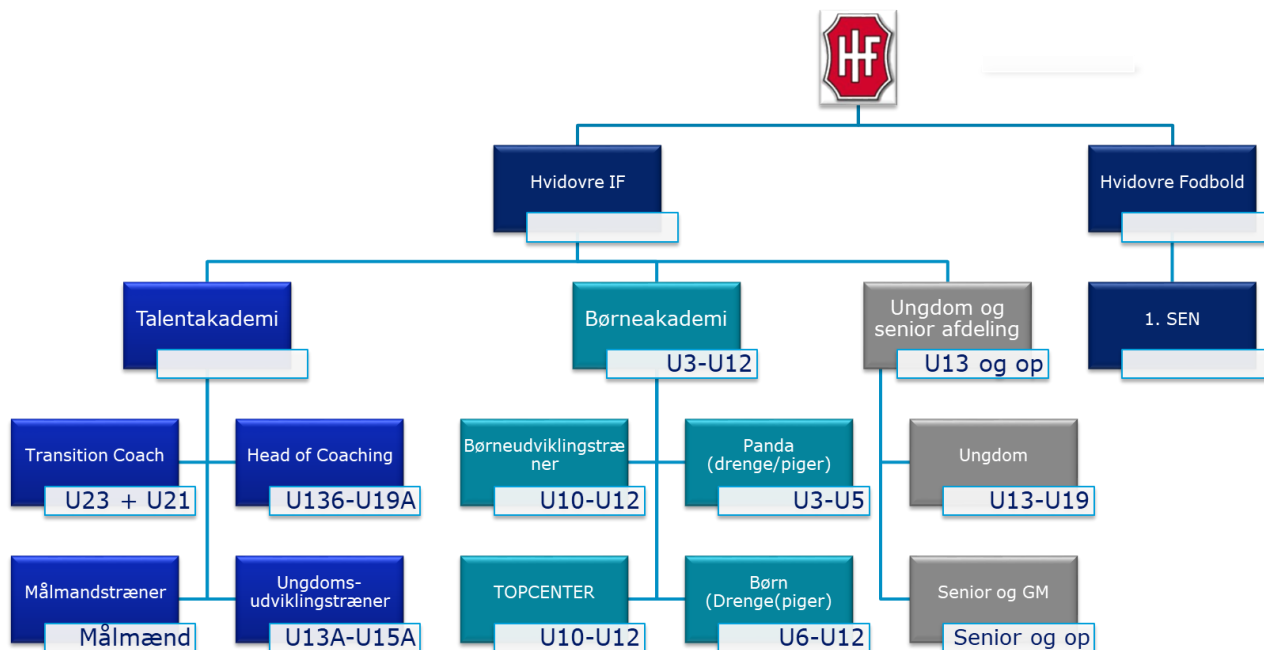 HIF
Hvidovre IF
Hvidovre Fodbold
Talentakademi
Børneakademi
U3-U12
Ungdom og
senior afdeling
U13 og op
1. SEN
Transition Coach
U23 + U21
Head of Coaching
U136-U19A
Børneudviklingstræ
ner
U10-U12
Panda
(drenge/piger)
U3-U5
Ungdom
U13-U19
Målmandstræner
Målmænd
Ungdoms-
udviklingstræner
U13A-U15A
TOPCENTER
U10-U12
Børn
(Drenge(piger)
U6-U12
Senior og GM
Senior og op